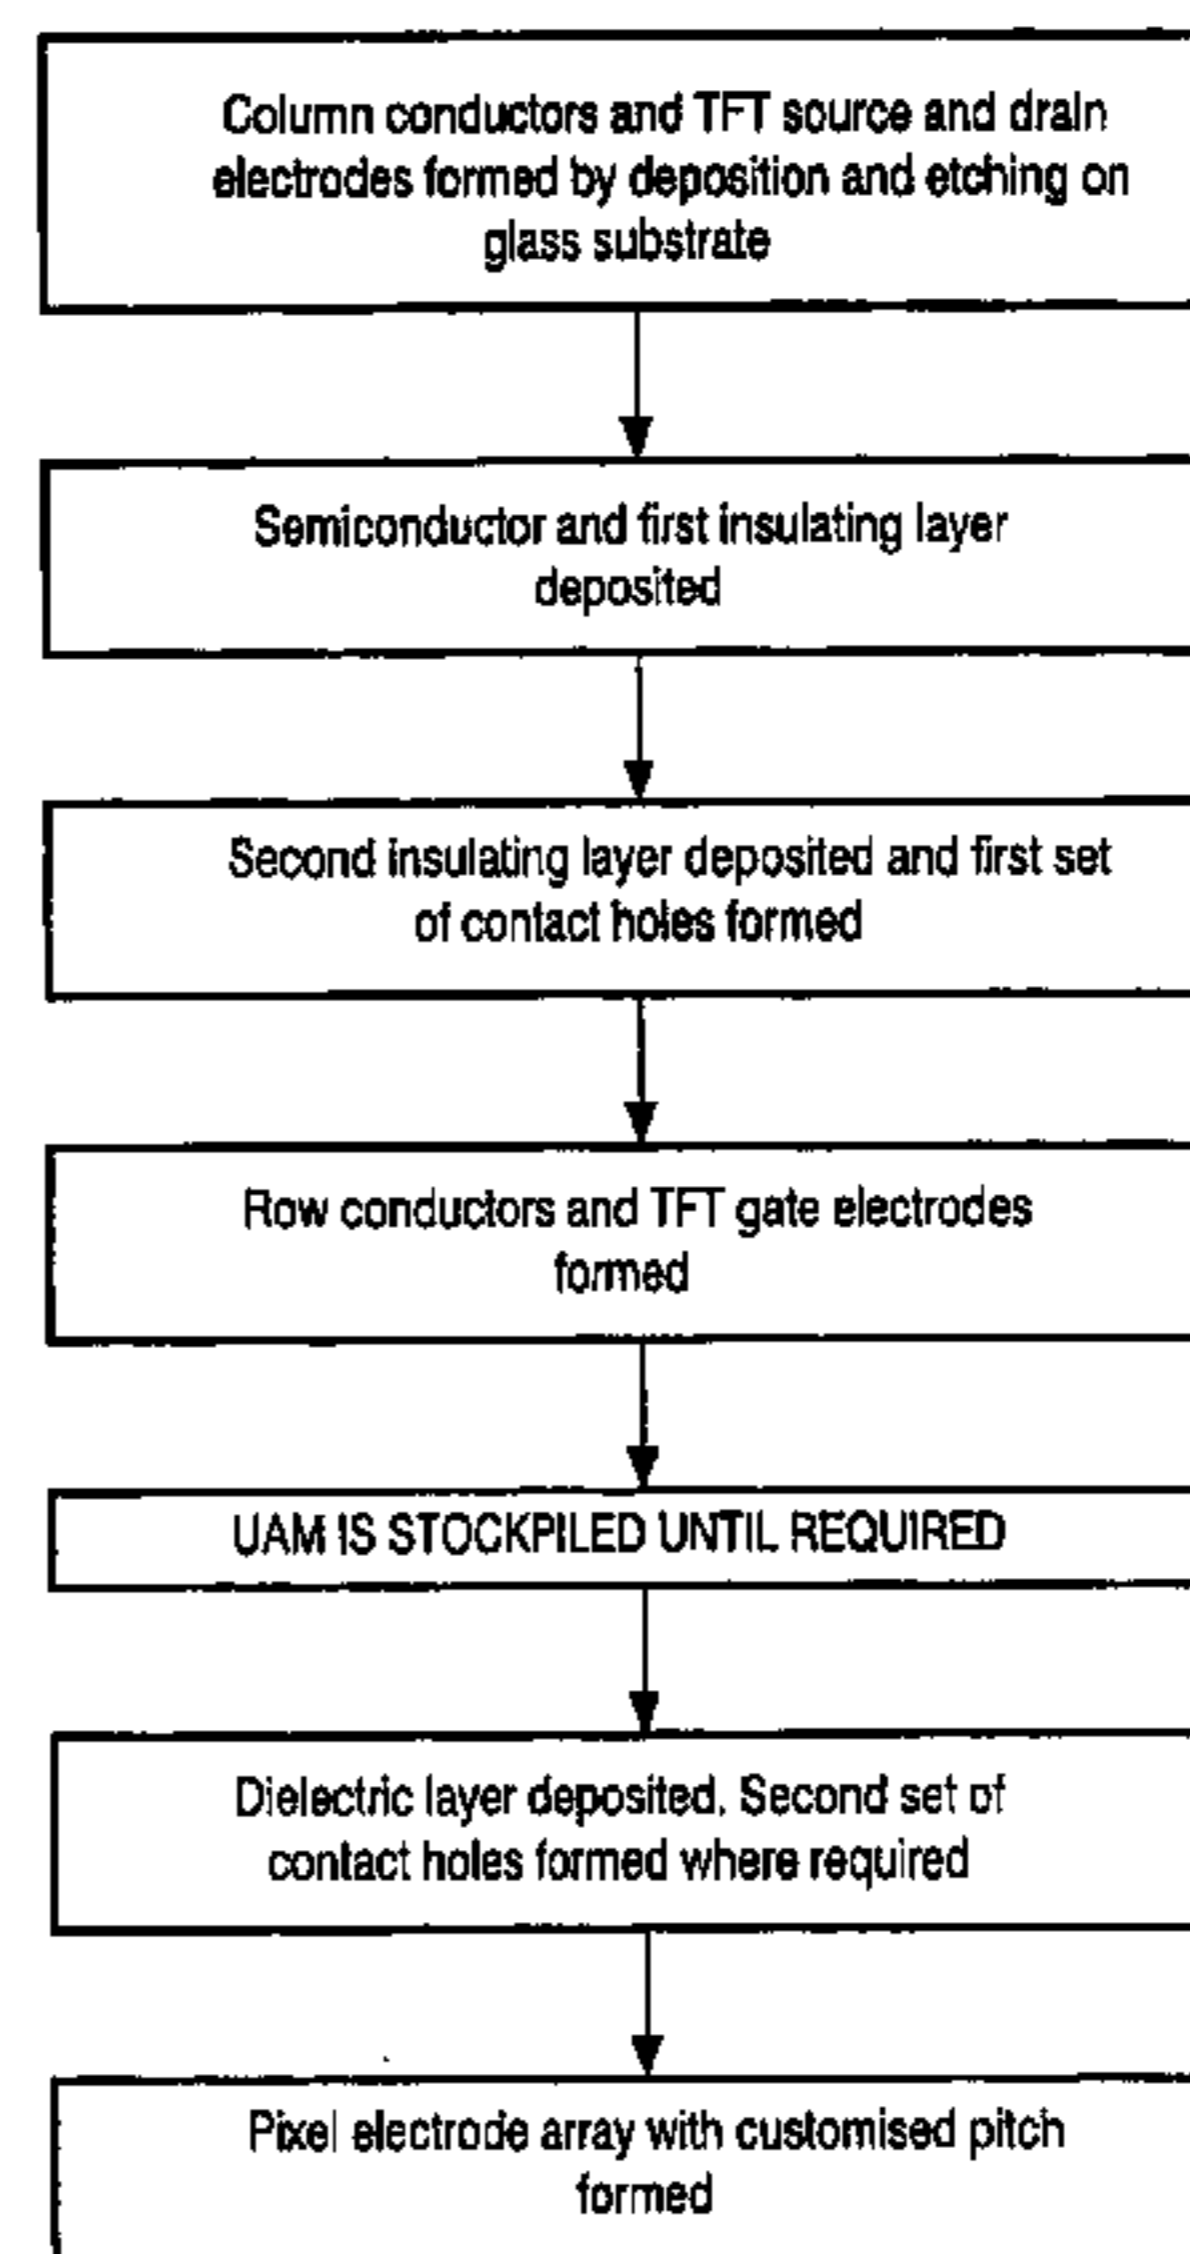 Column conductors and TFT source and drain
electrodes formed by deposition and etching on
glass substrate
Semiconductor and first insulating layer
deposited
Second insulating layer deposited and first set
of contact holes formed
Row conductors and TFT gate electrodes
formed
UAM IS STOCKPILED UNTIL REQUIRED
Dielectric layer deposited. Second set of
contact holes formed where required
Pixel electrode array with customised pitch
formed